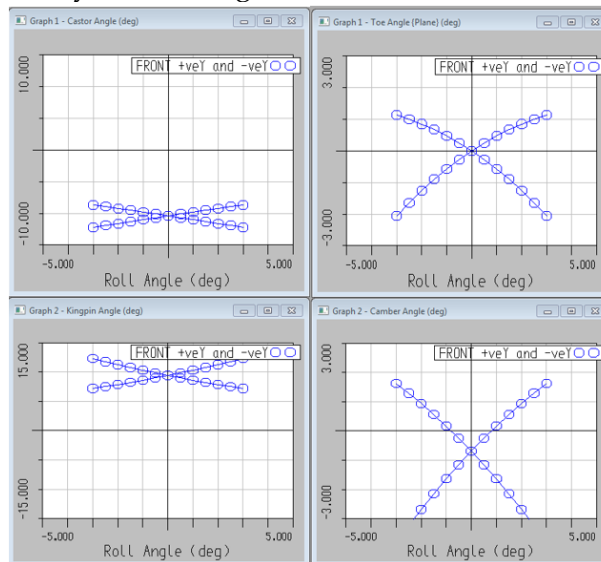 Graph 1 - Castor Angle (deg)
FRONT +veY and -veY
10.000
-10.000
-5.000
5.000
Roll Angle (deg)
Graph 1 - Toe Angle (Plane) (deg)
FRONT +veY and -veY
3.000
-3.000
-5.000
5.000
Roll Angle (deg)
Graph 2 - Kingpin Angle (deg)
FRONT +veY and -veY
15.000
-15.000
-5.000
5.000
Roll Angle (deg)
Graph 2 - Camber Angle (deg)
FRONT +veY and -veY
3.000
-3.000
-5.000
5.000
Roll Angle (deg)